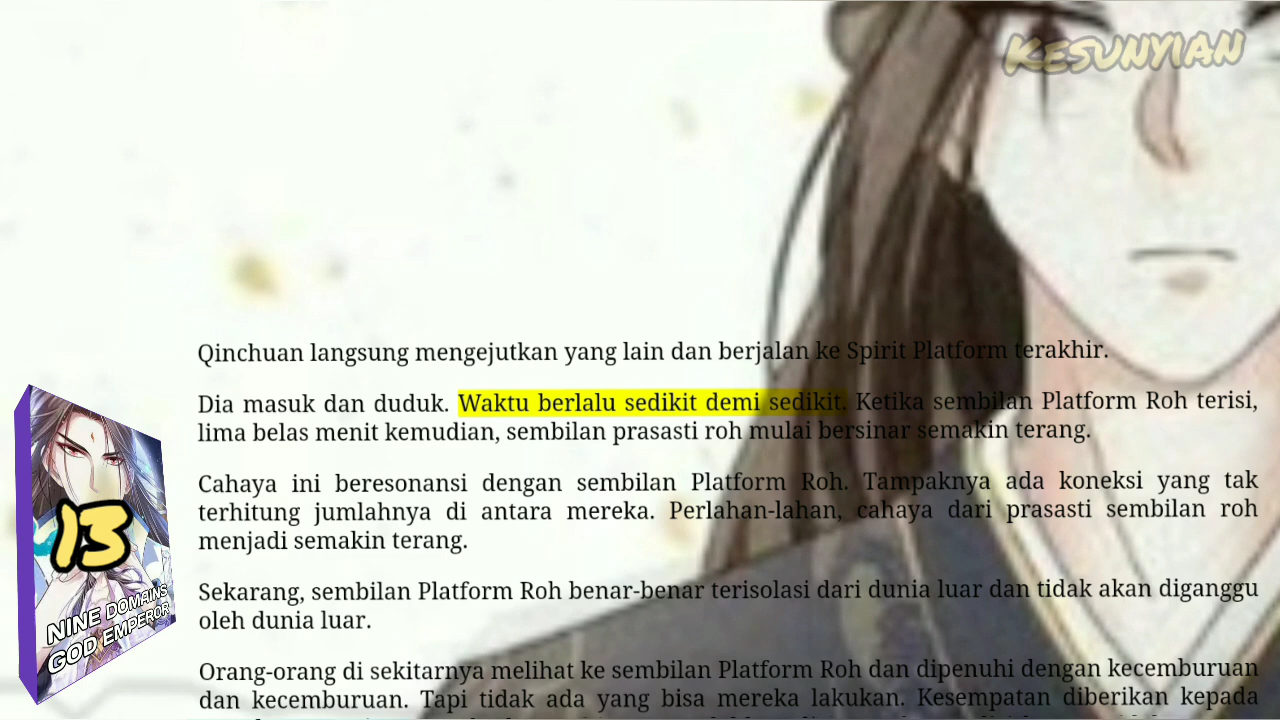 KESUNYIAN
Qinchuan langsung mengejutkan yang lain dan berjalan ke Spirit Platform terakhir.
Dia masuk dan duduk. Waktu berlalu sedikit demi sedikit. Ketika sembilan Platform Roh terisi,
lima belas menit kemudian, sembilan prasasti roh mulai bersinar semakin terang.
Cahaya ini beresonansi dengan sembilan Platform Roh. Tampaknya ada koneksi yang tak
terhitung jumlahnya di antara mereka. Perlahan-lahan, cahaya dari prasasti sembilan roh
menjadi semakin terang.
Sekarang, sembilan Platform Roh benar-benar terisolasi dari dunia luar dan tidak akan diganggu
oleh dunia luar.
Orang-orang di sekitarnya melihat ke sembilan Platform Roh dan dipenuhi dengan kecemburuan
dan kecemburuan. Tapi tidak ada yang bisa mereka lakukan. Kesempatan diberikan kepada
13
NINE DOMAINS
GOD EMPEROR